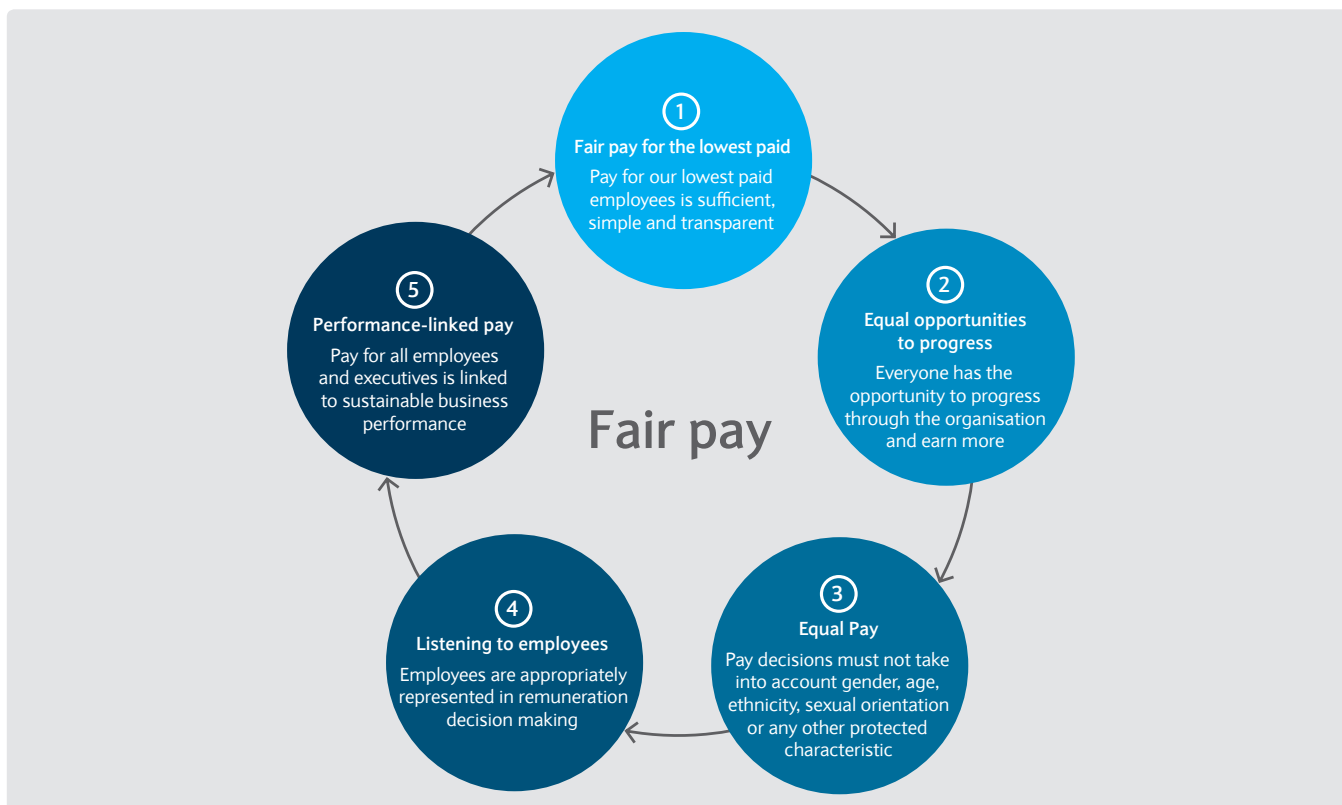 1
Fair pay for the lowest paid
Pay for our lowest paid
employees is sufficient,
simple and transparent
2
Equal opportunities
to progress
Everyone has the
opportunity to progress
through the organisation
and earn more
3
Equal Pay
Pay decisions must not take
into account gender, age,
ethnicity, sexual orientation
or any other protected
characteristic
4
Listening to employees
Employees are appropriately
represented in remuneration
decision making
5
Performance-linked pay
Pay for all employees
and executives is linked
to sustainable business
performance
Fair pay